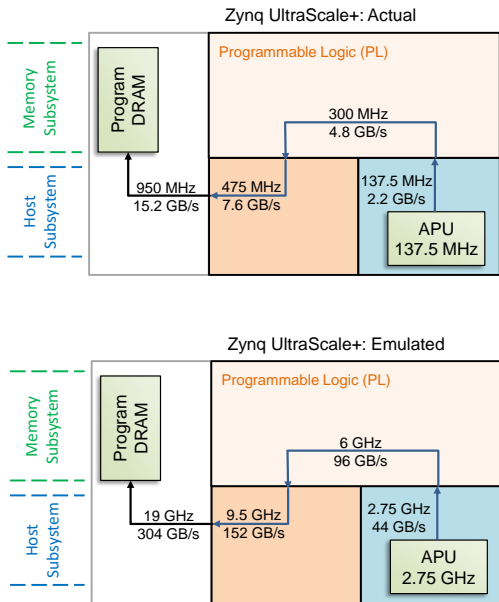 Zynq UltraScale+: Actual
Programmable Logic (PL)
Memory
Subsystem
Program
DRAM
300 MHz
4.8 GB/s
Host
Subsystem
950 MHz
15.2 GB/s
475 MHz
7.6 GB/s
137.5 MHz
2.2 GB/s
APU
137.5 MHz
Zynq UltraScale+: Emulated
Programmable Logic (PL)
Memory
Subsystem
Program
DRAM
6 GHz
96 GB/s
Host
Subsystem
19 GHz
304 GB/s
9.5 GHz
152 GB/s
2.75 GHz
44 GB/s
APU
2.75 GHz